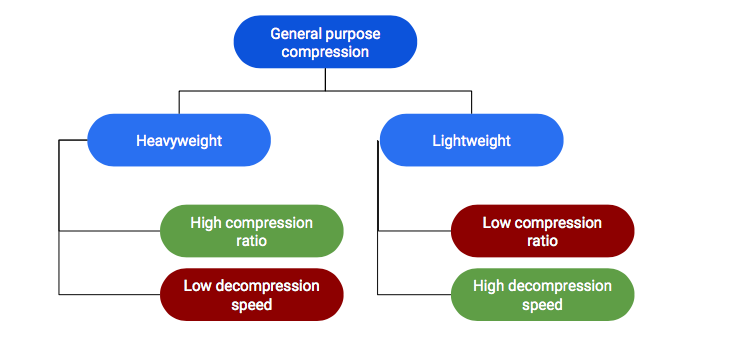 General purpose
compression
Heavyweight
Lightweight
High compression
ratio
Low decompression
speed
Low compression
ratio
High decompression
speed